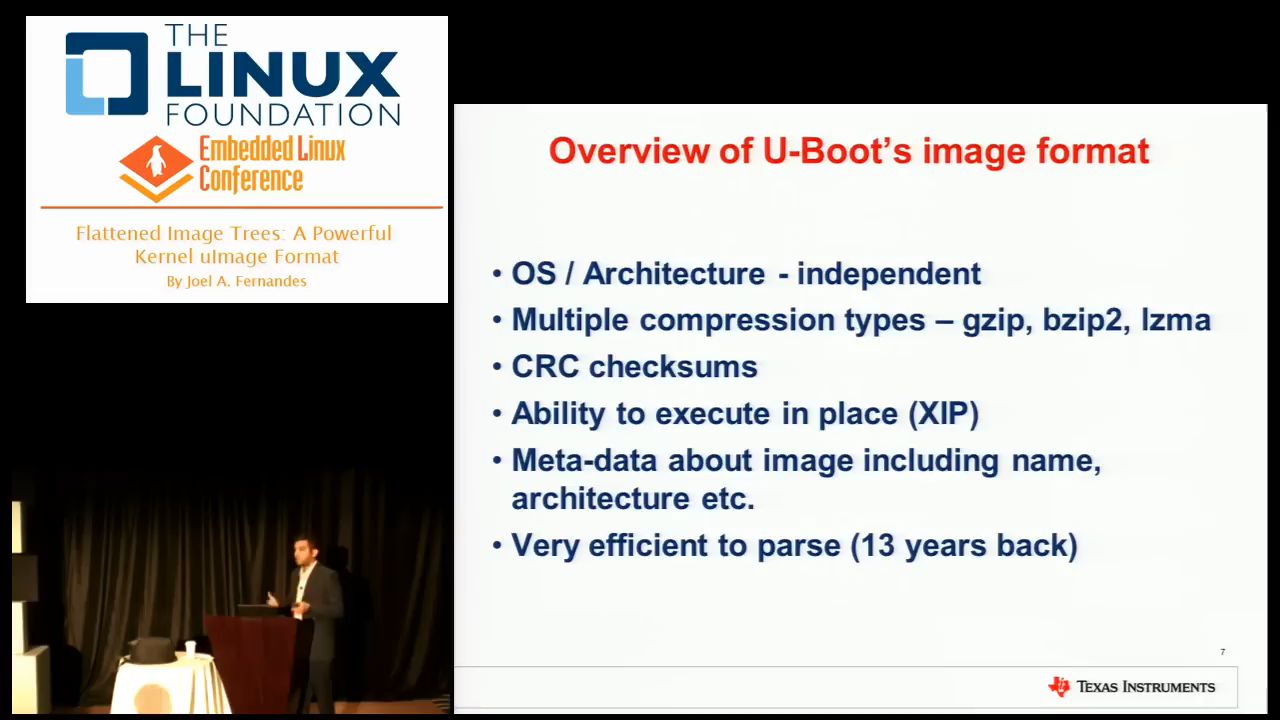 THE
LINUX
FOUNDATION
Embedded Linux
Conference
Flattened Image Trees: A Powerful
Kernel uImage Format
By Joel A. Fernandes
Overview of U-Boot's image format
• OS / Architecture - independent
• Multiple compression types – gzip, bzip2, lzma
• CRC checksums
• Ability to execute in place (XIP)
• Meta-data about image including name,
architecture etc.
• Very efficient to parse (13 years back)
7
TEXAS INSTRUMENTS